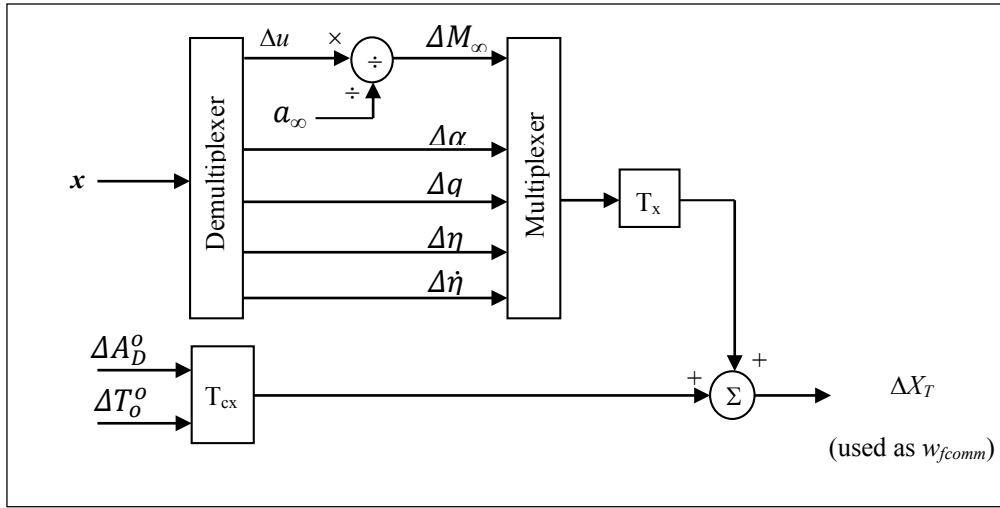 Δu
×
÷
ΔM∞
÷
a∞
Δα
x
Demultiplexer
Δq
Multiplexer
Tx
Δη
Δη̇
ΔA_D^o
+
ΔT_o^o
Tcx
+
Σ
ΔX_T
(used as w_fcomm)